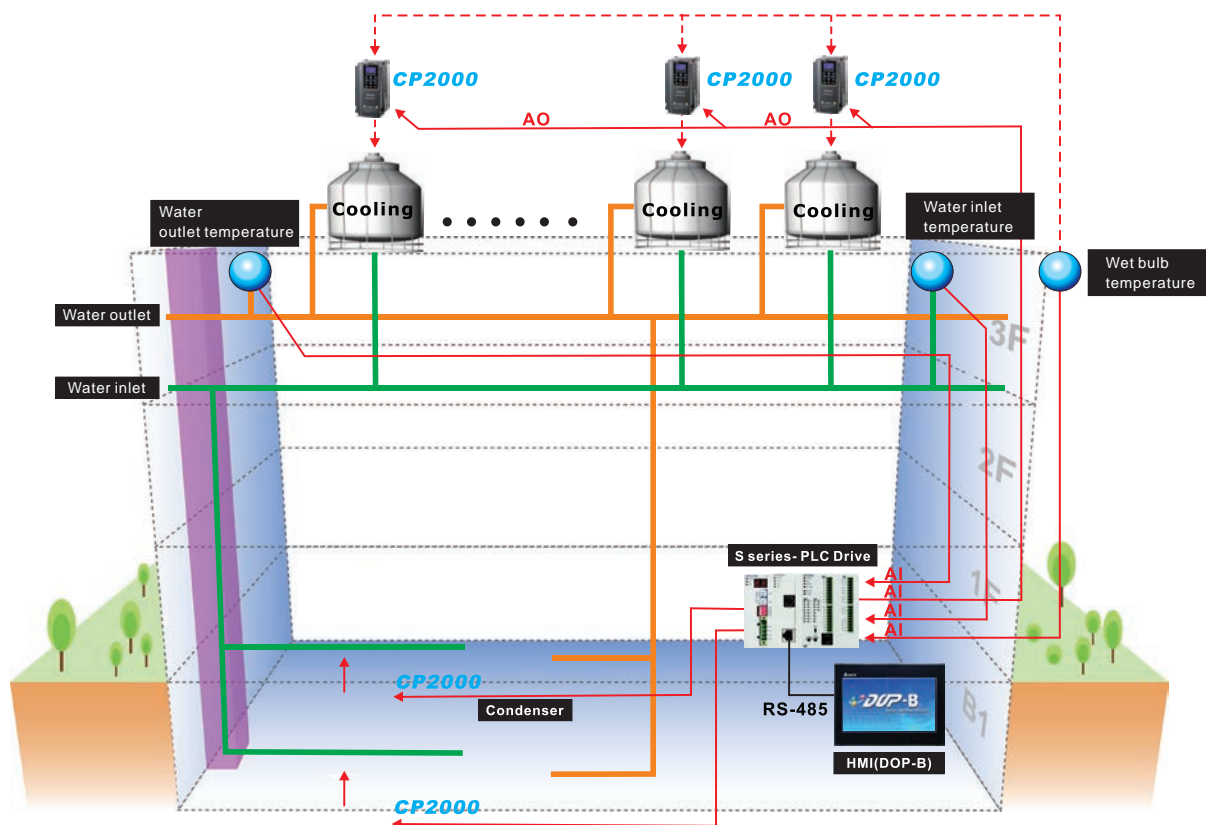 CP2000
CP2000
CP2000
AO
AO
Cooling
Cooling
Cooling
Water
outlet temperature
Water inlet
temperature
Wet bulb
temperature
Water outlet
3F
Water inlet
2F
S series- PLC Drive
AI
AI
AI
AI
1F
CP2000
Condenser
RS-485
DOP-B
B1
HMI(DOP-B)
CP2000